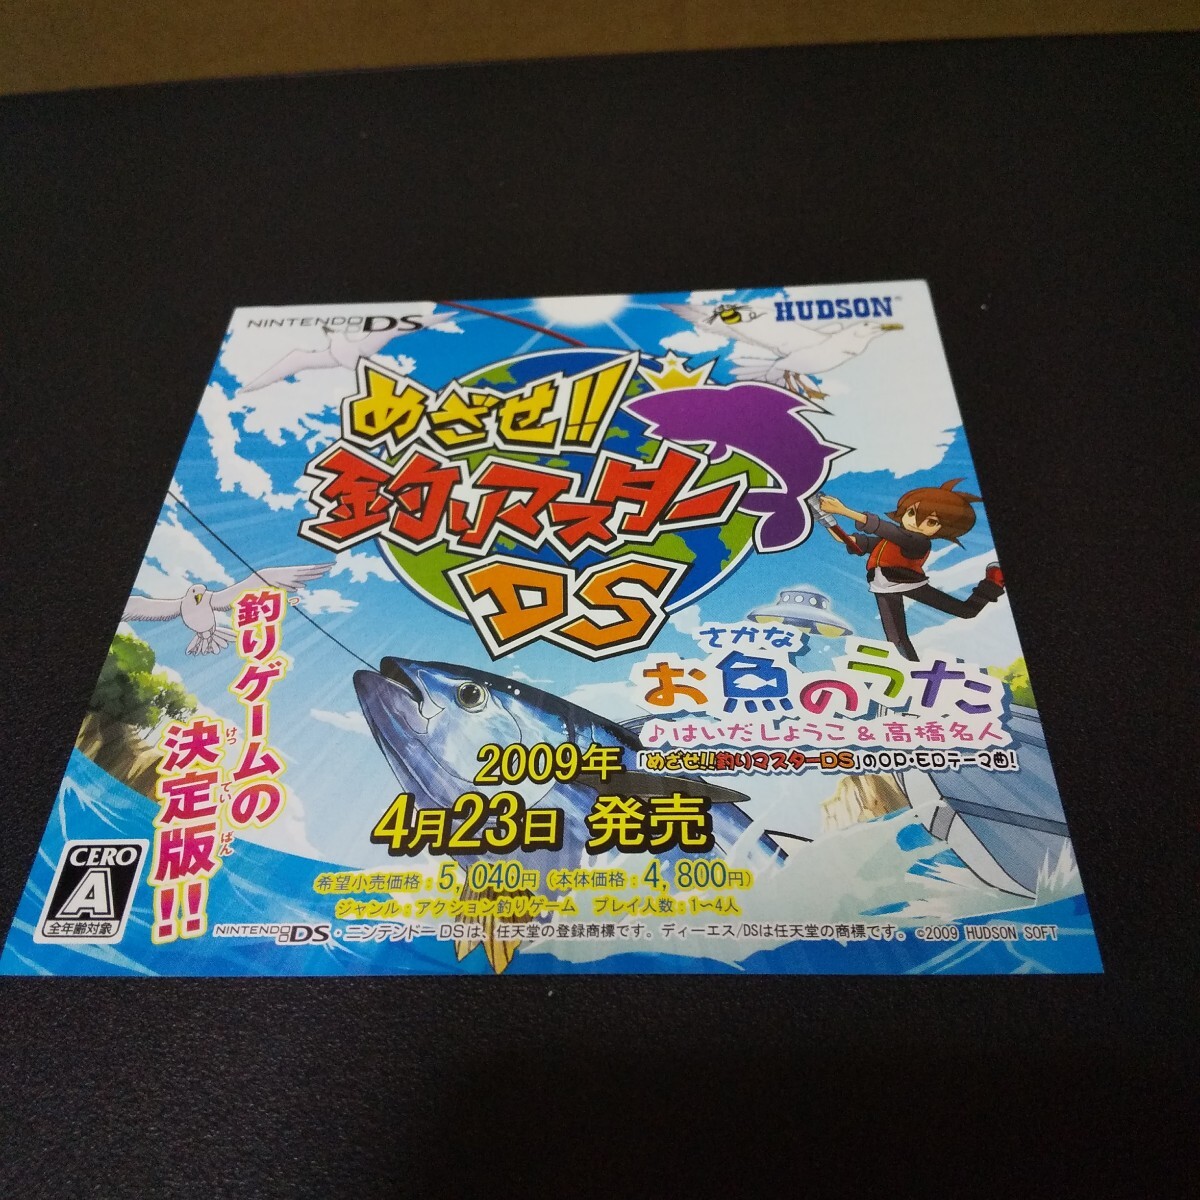 NINTENDO DS
HUDSON®
めざせ!!
釣りマスター
DS
釣りゲームの
つ
決定版!!
けっ てい ばん
さかな
お魚のうた
♪はいだしょうこ&高橋名人
「めざせ!!釣りマスターDS」のOP・EDテーマ曲!
2009年
4月23日 発売
希望小売価格:5,040円 (本体価格:4,800円)
ジャンル:アクション釣りゲーム プレイ人数:1~4人
CERO
A
全年齢対象
NINTENDO DS・ニンテンドーDSは、任天堂の登録商標です。ディーエス/DSは任天堂の商標です。 ©2009 HUDSON SOFT